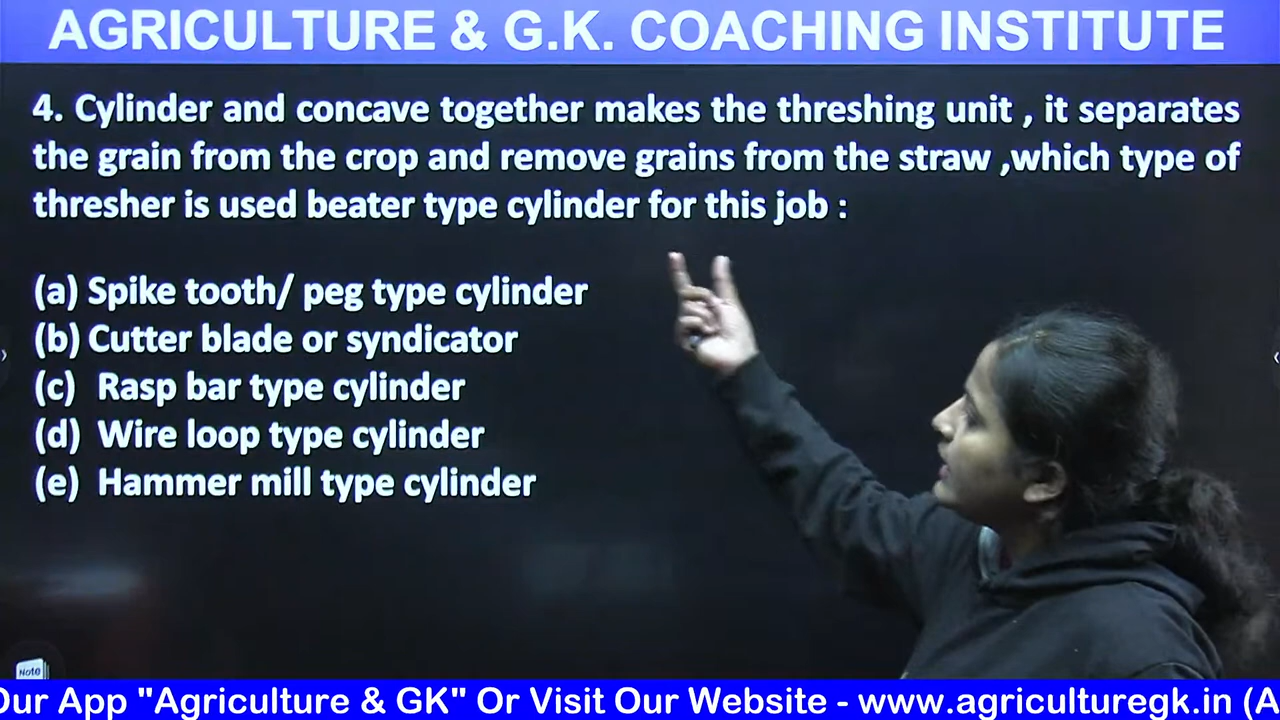 AGRICULTURE & G.K. COACHING INSTITUTE
4. Cylinder and concave together makes the threshing unit , it separates
the grain from the crop and remove grains from the straw ,which type of
thresher is used beater type cylinder for this job :
(a) Spike tooth/ peg type cylinder
(b) Cutter blade or syndicator
(c) Rasp bar type cylinder
(d) Wire loop type cylinder
(e) Hammer mill type cylinder
Note
Our App "Agriculture & GK" Or Visit Our Website - www.agriculturegk.in (A